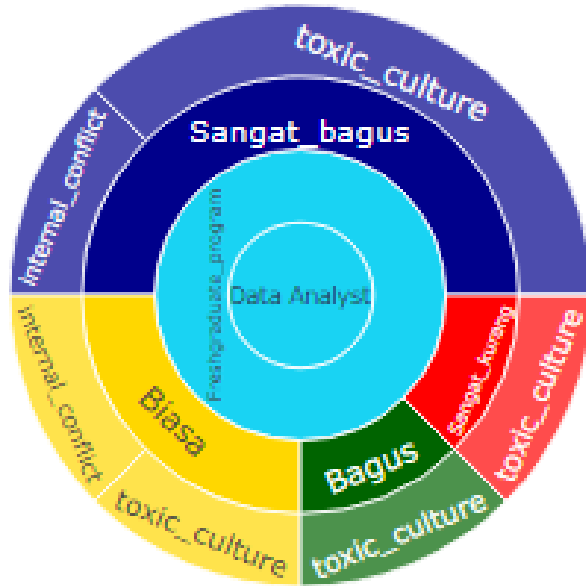 toxic_culture
Sangat_bagus
internal_conflict
Freshgraduate_program
Data Analyst
internal_conflict
Biasa
toxic_culture
Bagus
toxic_culture
Sangat_kurang
toxic_culture